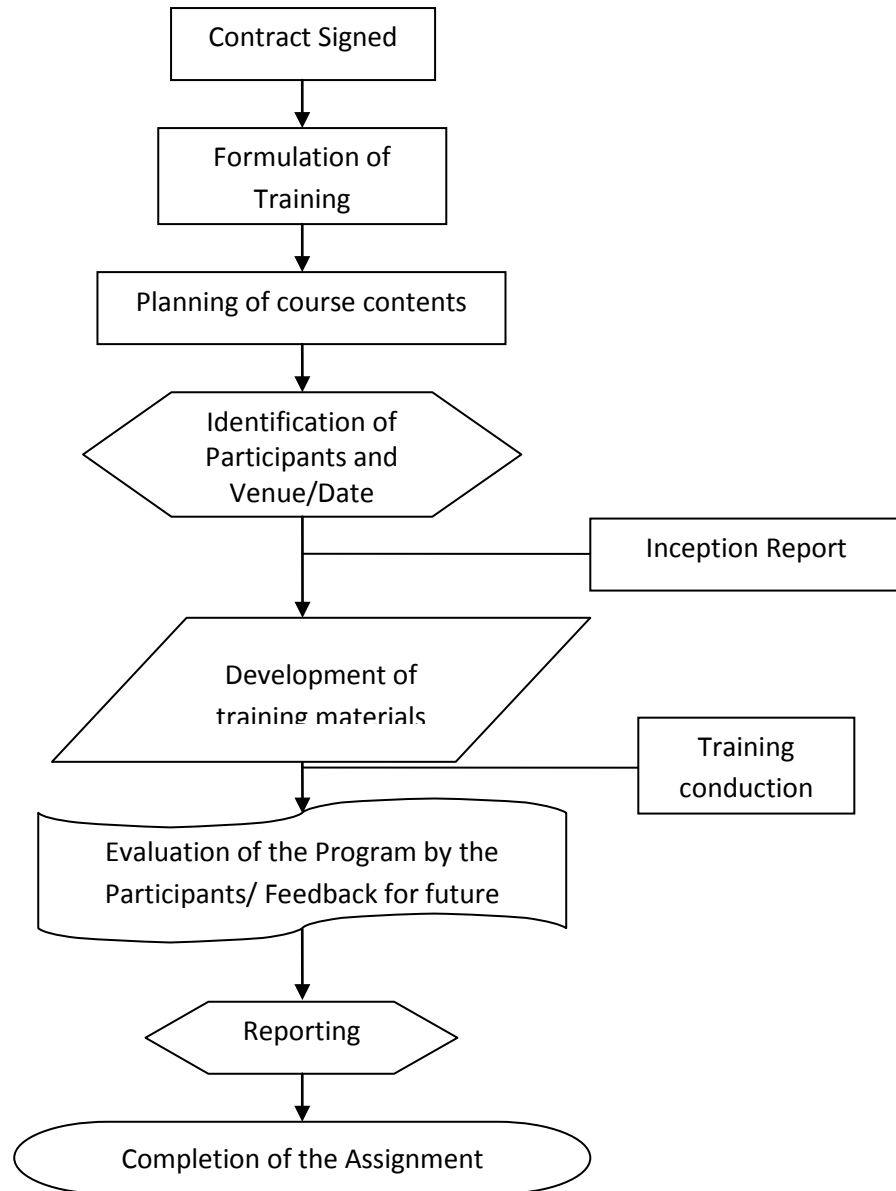 Contract Signed
Formulation of
Training
Planning of course contents
Identification of
Participants and
Venue/Date
Inception Report
Development of
training materials
Training
conduction
Evaluation of the Program by the
Participants/ Feedback for future
Reporting
Completion of the Assignment